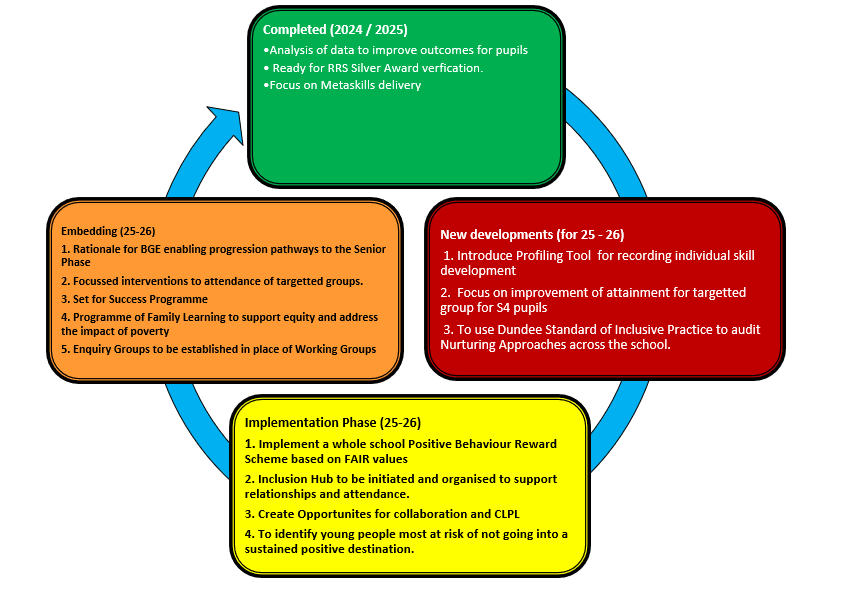 Completed (2024 / 2025)
•Analysis of data to improve outcomes for pupils
• Ready for RRS Silver Award verfication.
•Focus on Metaskills delivery
New developments (for 25 - 26)
1. Introduce Profiling Tool for recording individual skill
development
2. Focus on improvement of attainment for targetted
group for S4 pupils
3. To use Dundee Standard of Inclusive Practice to audit
Nurturing Approaches across the school.
Implementation Phase (25-26)
1. Implement a whole school Positive Behaviour Reward
Scheme based on FAIR values
2. Inclusion Hub to be initiated and organised to support
relationships and attendance.
3. Create Opportunites for collaboration and CLPL
4. To identify young people most at risk of not going into a
sustained positive destination.
Embedding (25-26)
1. Rationale for BGE enabling progression pathways to the Senior
Phase
2. Focussed interventions to attendance of targetted groups.
3. Set for Success Programme
4. Programme of Family Learning to support equity and address
the impact of poverty
5. Enquiry Groups to be established in place of Working Groups